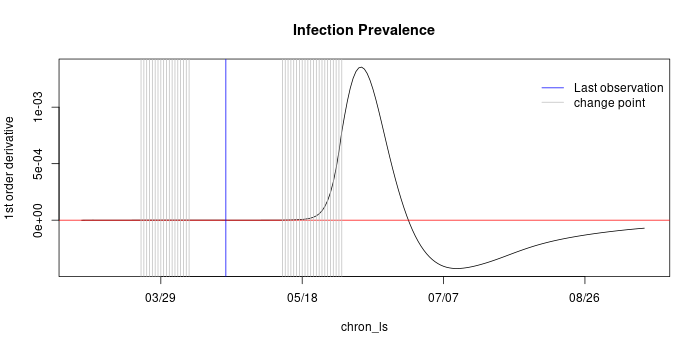 Infection Prevalence
1st order derivative
1e-03
5e-04
0e+00
Last observation
change point
03/29
05/18
07/07
08/26
chron_ls